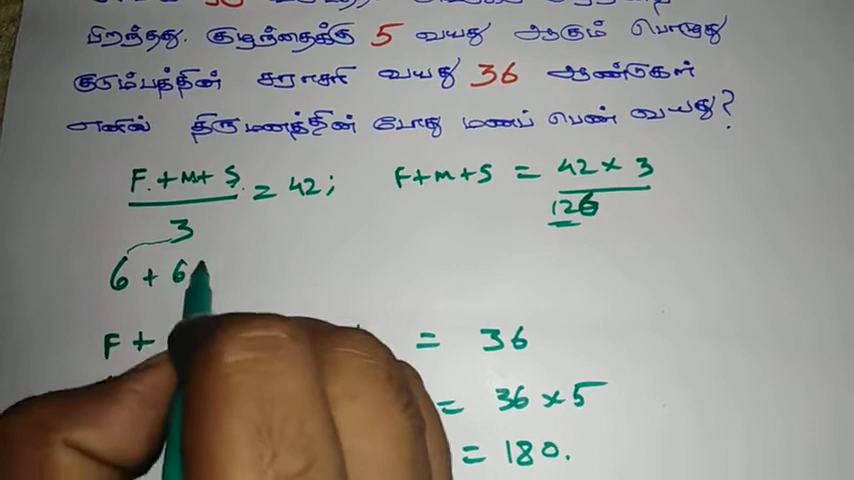 பிறந்தது. குழந்தைக்கு 5 வயது ஆகும் பொழுது
குடும்பத்தின் சராசரி வயது 36 ஆண்டுகள்
எனில் திருமணத்தின் போது மணப் பெண் வயது?
F + M + S / 3 = 42; F + M + S = 42 × 3
126
6 + 6
F + = 36
= 36 × 5
= 180.